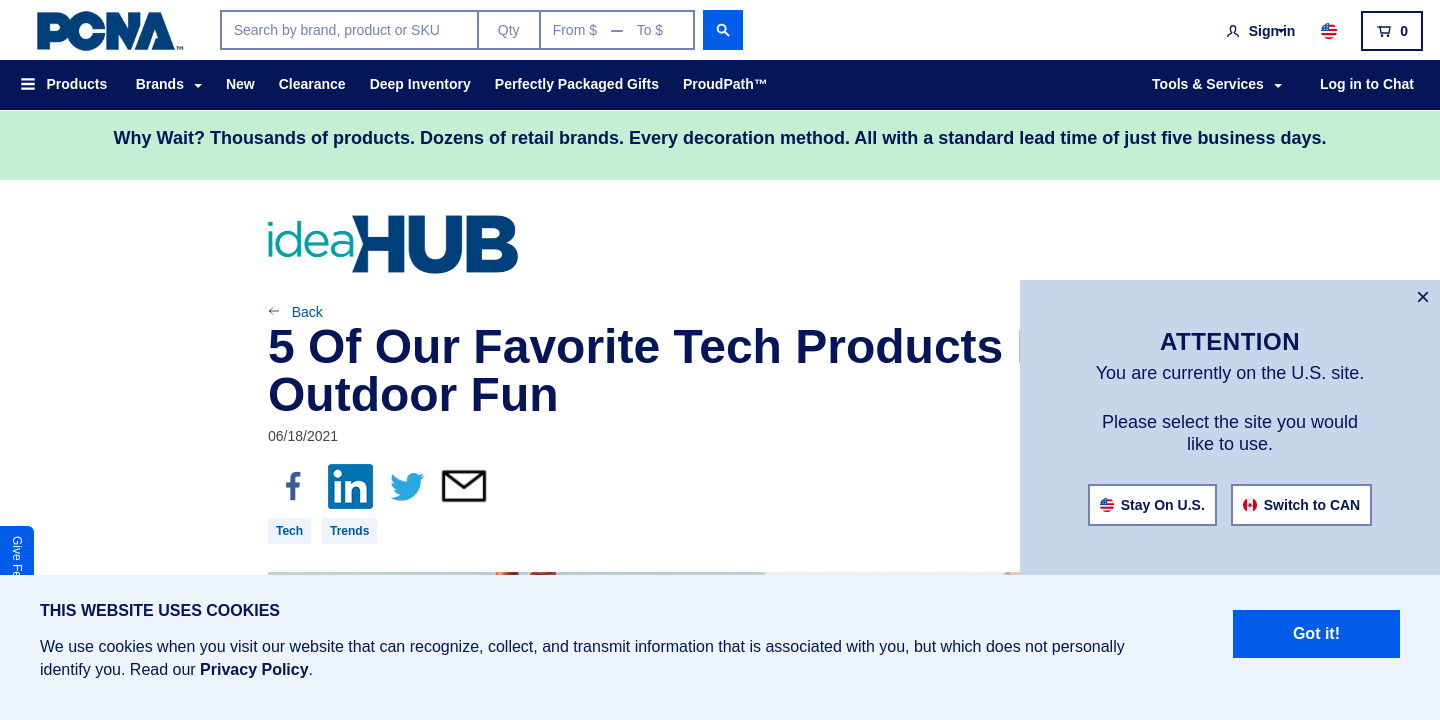 PCNA™
Search by brand, product or SKU
Qty
From $ — To $
Sign in
0
Products
Brands
New
Clearance
Deep Inventory
Perfectly Packaged Gifts
ProudPath™
Tools & Services
Log in to Chat
Why Wait? Thousands of products. Dozens of retail brands. Every decoration method. All with a standard lead time of just five business days.
ideaHUB
Back
5 Of Our Favorite Tech Products
Outdoor Fun
06/18/2021
Tech
Trends
×
ATTENTION
You are currently on the U.S. site.
Please select the site you would
like to use.
Stay On U.S.
Switch to CAN
Give
THIS WEBSITE USES COOKIES
We use cookies when you visit our website that can recognize, collect, and transmit information that is associated with you, but which does not personally
identify you. Read our Privacy Policy.
Got it!